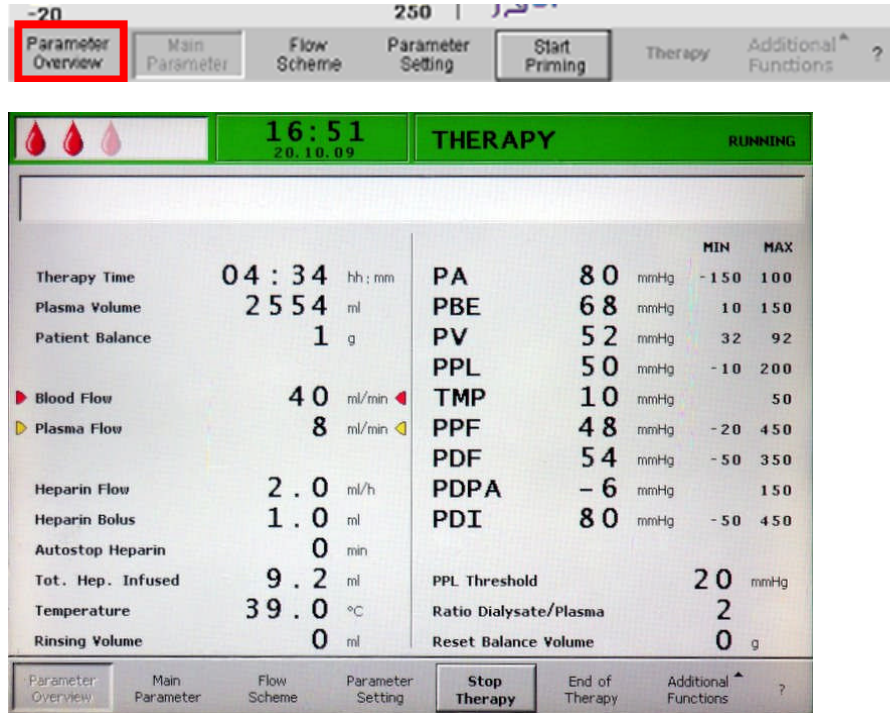 -20 250
Parameter Overview Main Parameter Flow Scheme Parameter Setting Start Priming Therapy Additional Functions ?
16:51 THERAPY RUNNING
20.10.09
MIN MAX
Therapy Time 04:34 hh:mm PA 80 mmHg -150 100
Plasma Volume 2554 ml PBE 68 mmHg 10 150
Patient Balance 1 g PV 52 mmHg 32 92
PPL 50 mmHg -10 200
Blood Flow 40 ml/min TMP 10 mmHg 50
Plasma Flow 8 ml/min PPF 48 mmHg -20 450
PDF 54 mmHg -50 350
Heparin Flow 2.0 ml/h PDPA -6 mmHg 150
Heparin Bolus 1.0 ml PDI 80 mmHg -50 450
Autostop Heparin 0 min
Tot. Hep. Infused 9.2 ml PPL Threshold 20 mmHg
Temperature 39.0 °C Ratio Dialysate/Plasma 2
Rinsing Volume 0 ml Reset Balance Volume 0 g
Parameter Overview Main Parameter Flow Scheme Parameter Setting Stop Therapy End of Therapy Additional Functions ?